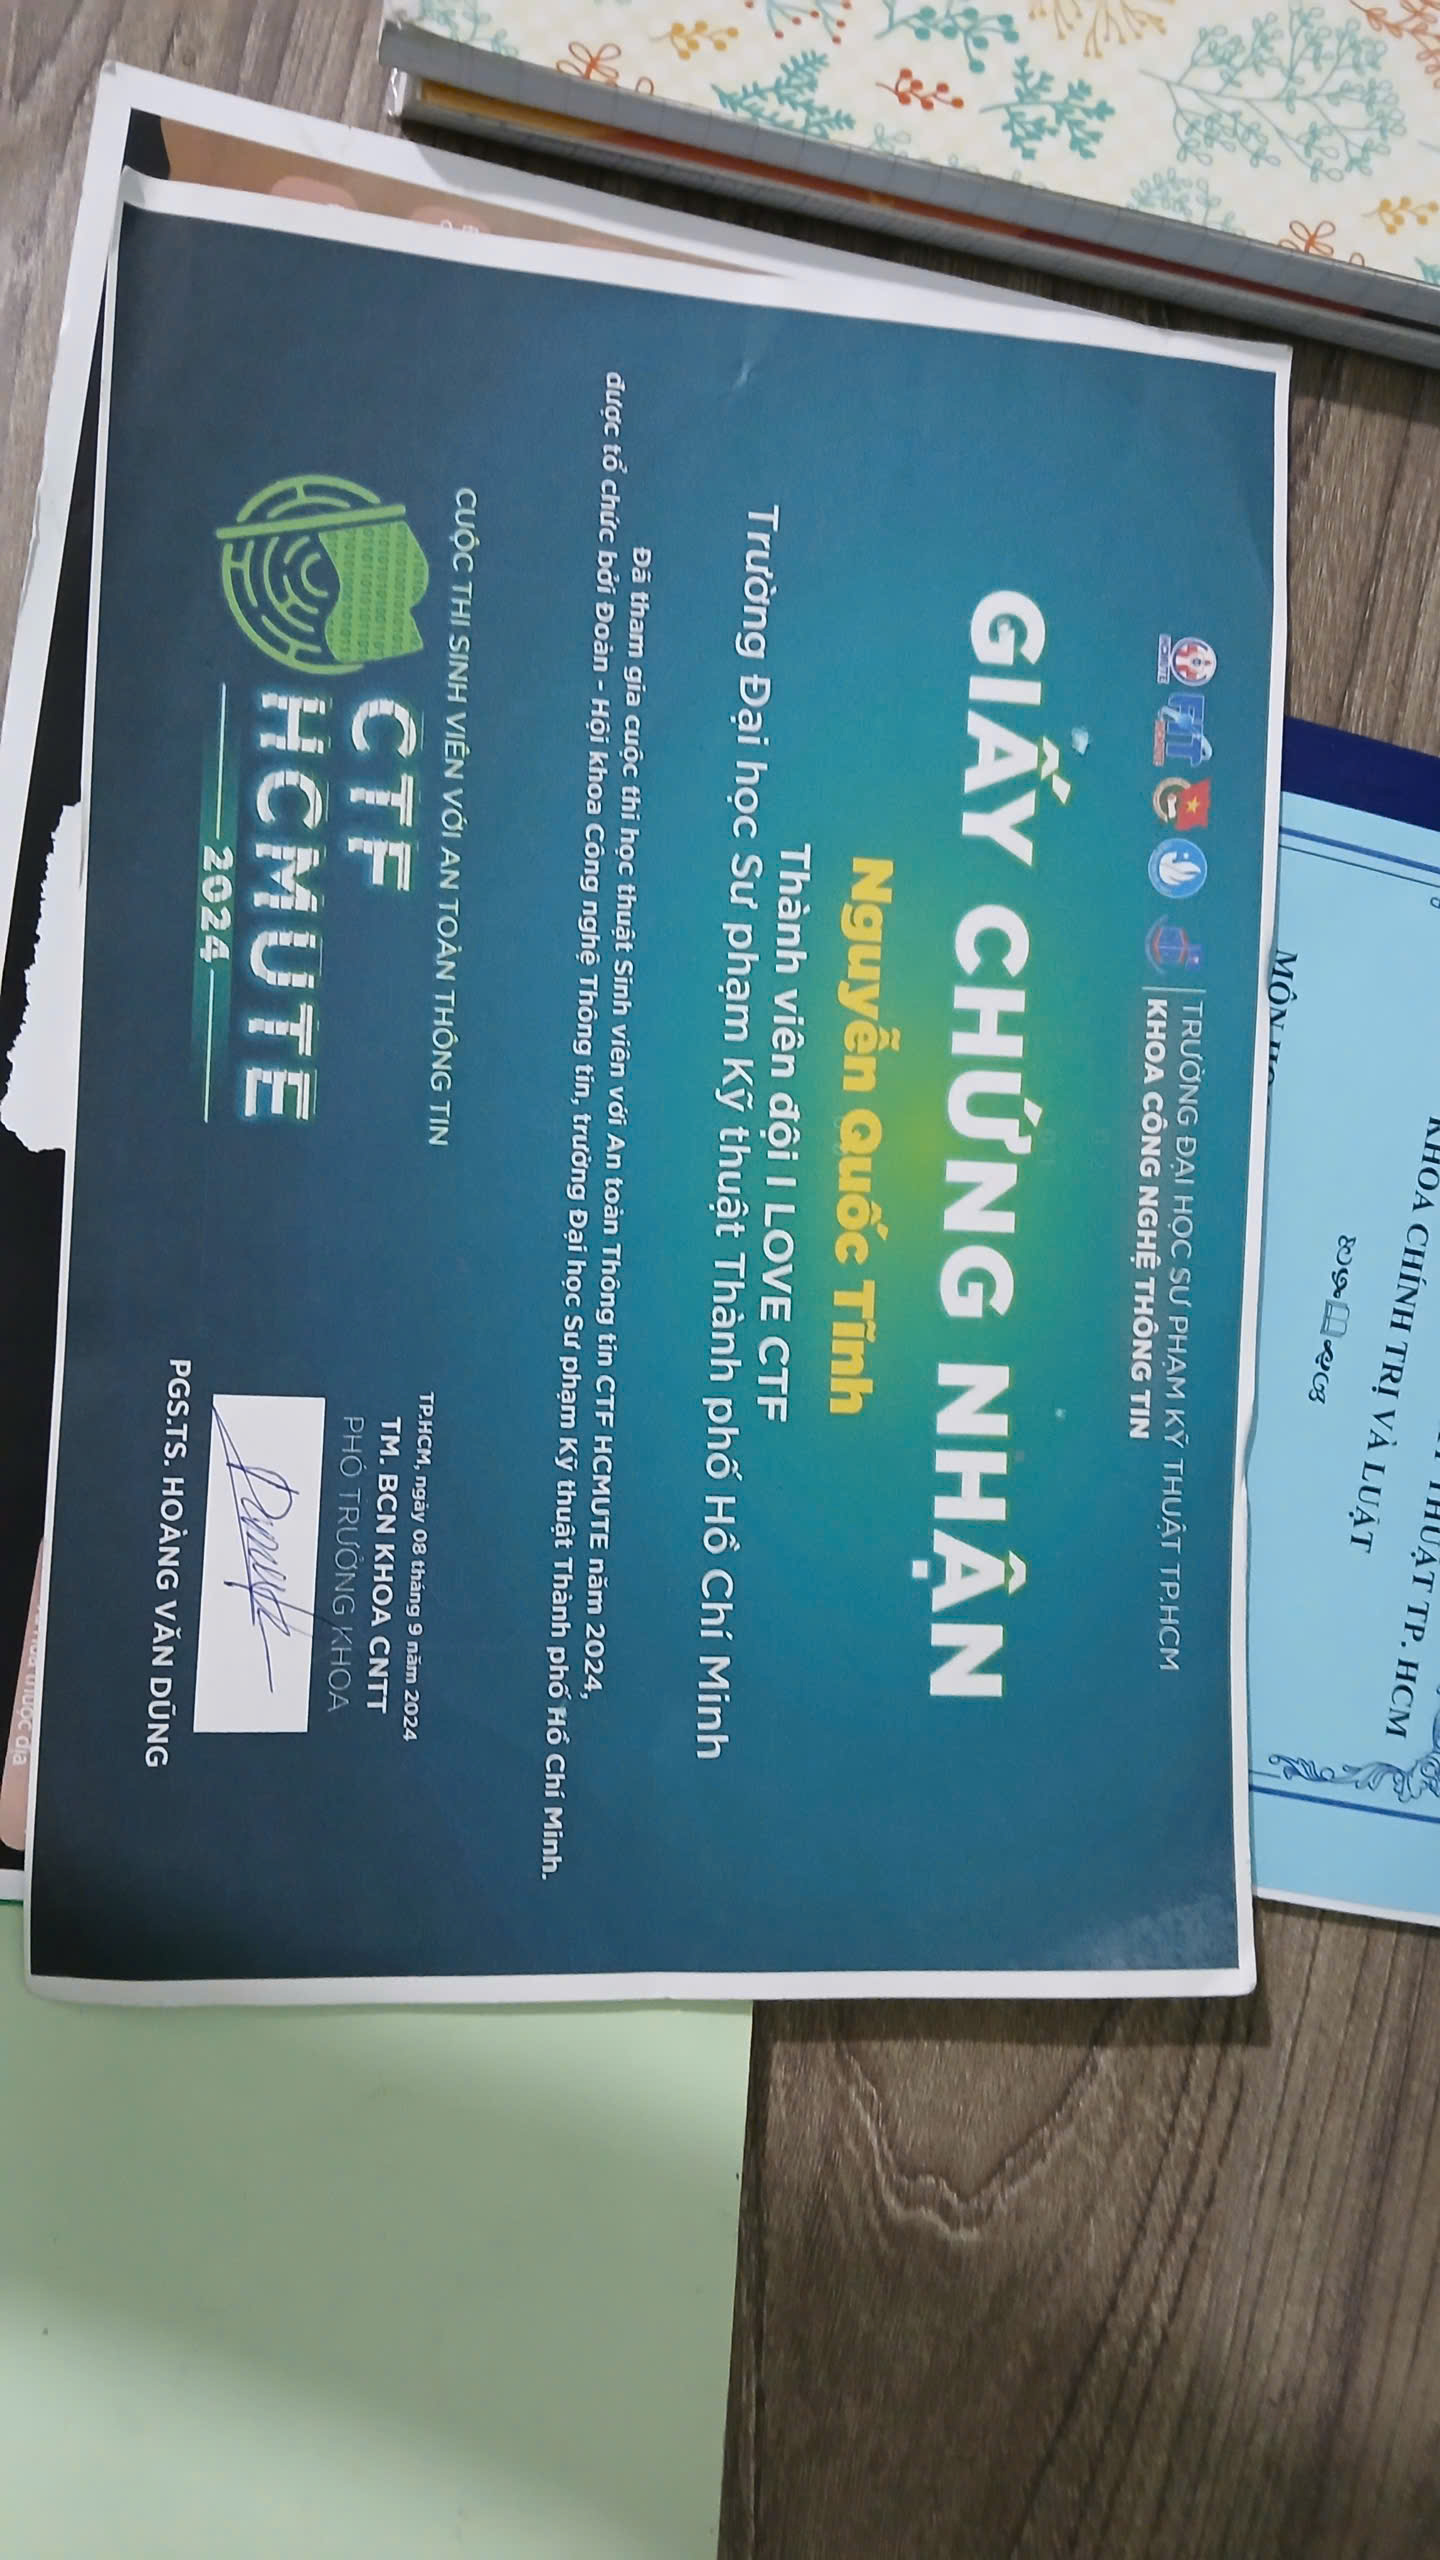 TRƯỜNG ĐẠI HỌC SƯ PHẠM KỸ THUẬT TP.HCM
KHOA CÔNG NGHỆ THÔNG TIN
GIẤY CHỨNG NHẬN
Nguyễn Quốc Tĩnh
Thành viên đội I LOVE CTF
Trường Đại học Sư phạm Kỹ thuật Thành phố Hồ Chí Minh
Đã tham gia cuộc thi học thuật Sinh viên với An toàn Thông tin CTF HCMUTE năm 2024,
được tổ chức bởi Đoàn - Hội khoa Công nghệ Thông tin, trường Đại học Sư phạm Kỹ thuật Thành phố Hồ Chí Minh.
CUỘC THI SINH VIÊN VỚI AN TOÀN THÔNG TIN
CTF
HCMUTE
2024
TP.HCM, ngày 08 tháng 9 năm 2024
TM. BCN KHOA CNTT
PHÓ TRƯỞNG KHOA
PGS.TS. HOÀNG VĂN DŨNG
THUẬT TP. HCM
KHOA CHÍNH TRỊ VÀ LUẬT
MÔN